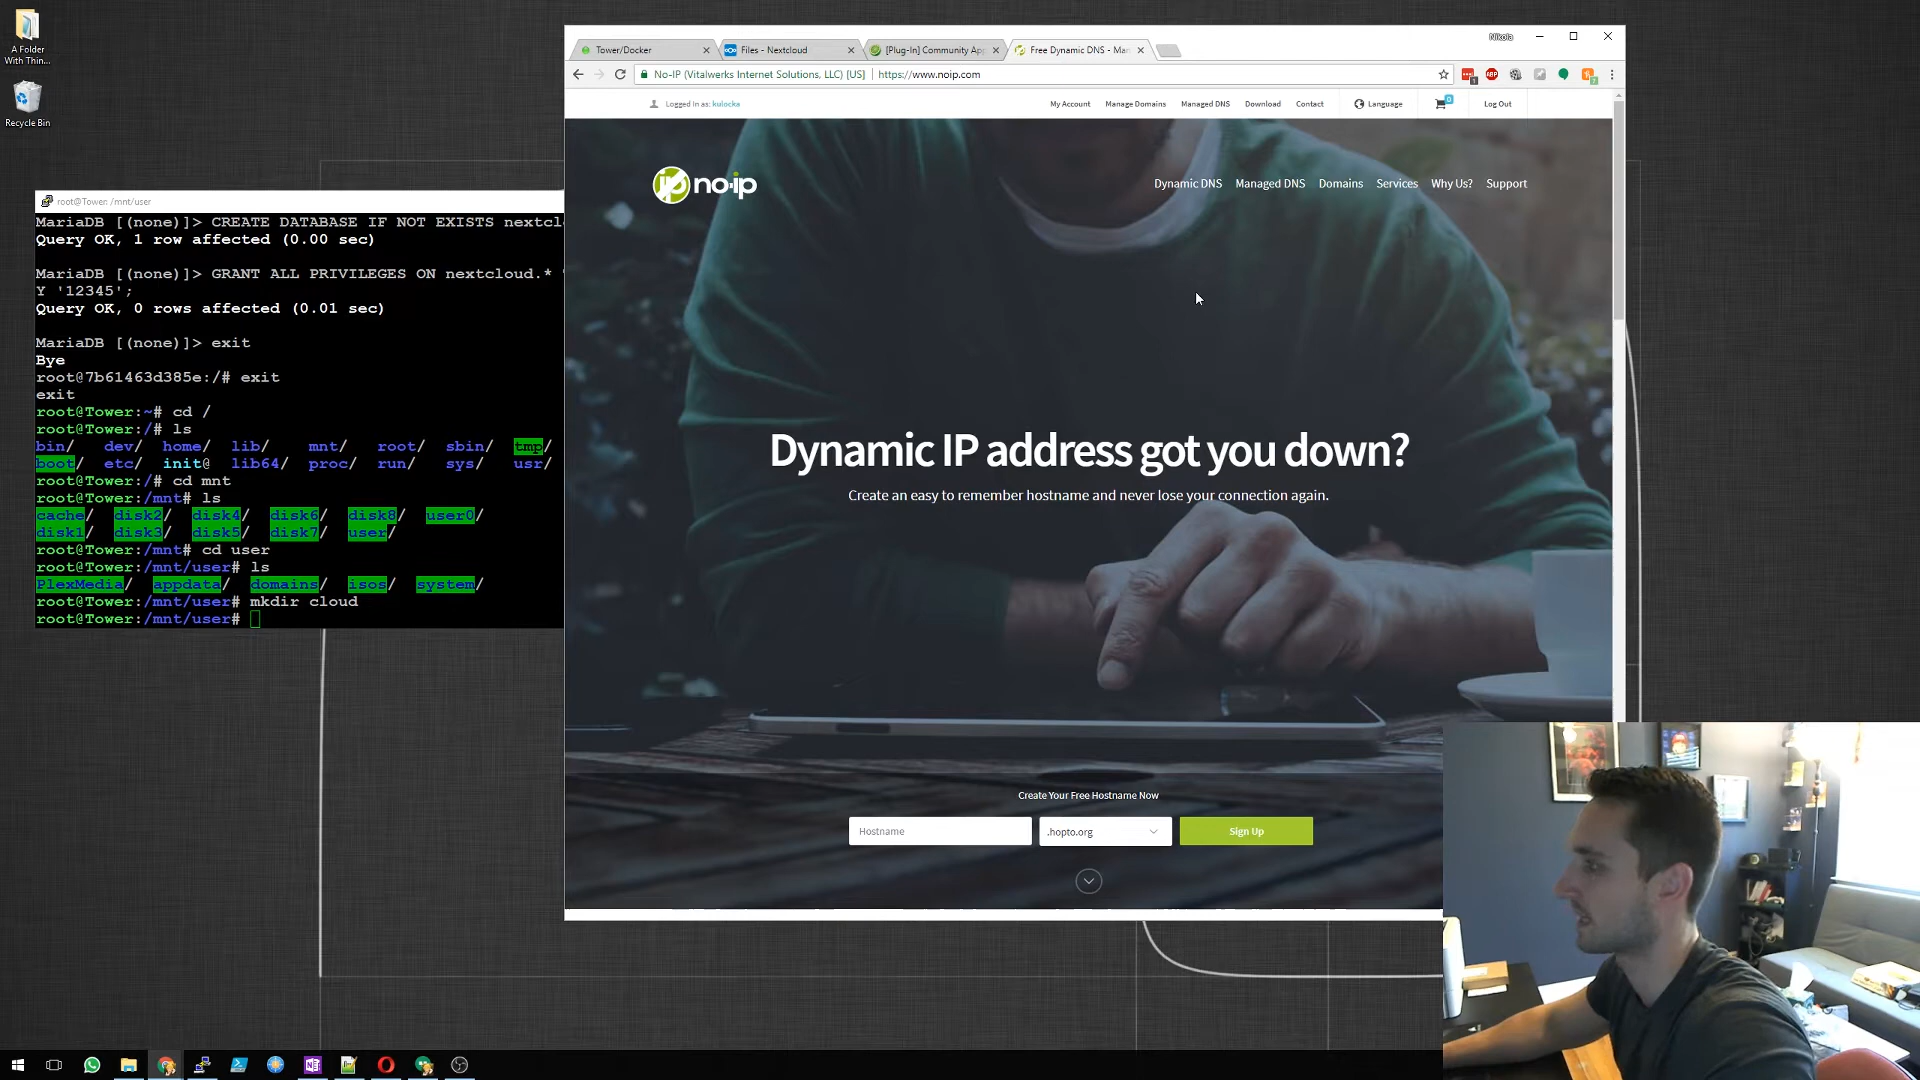 A Folder
With Thin...
Recycle Bin
root@Tower: /mnt/user
MariaDB [(none)]> CREATE DATABASE IF NOT EXISTS nextcl
Query OK, 1 row affected (0.00 sec)
MariaDB [(none)]> GRANT ALL PRIVILEGES ON nextcloud.*
Y '12345';
Query OK, 0 rows affected (0.01 sec)
MariaDB [(none)]> exit
Bye
root@7b61463d385e:/# exit
exit
root@Tower:~# cd /
root@Tower:/# ls
bin/ dev/ home/ lib/ mnt/ root/ sbin/ tmp/
boot/ etc/ init@ lib64/ proc/ run/ sys/ usr/
root@Tower:/# cd mnt
root@Tower:/mnt# ls
cache/ disk2/ disk4/ disk6/ disk8/ user0/
disk1/ disk3/ disk5/ disk7/ user/
root@Tower:/mnt# cd user
root@Tower:/mnt/user# ls
PlexMedia/ appdata/ domains/ isos/ system/
root@Tower:/mnt/user# mkdir cloud
root@Tower:/mnt/user#
Nikola
Tower/Docker
Files - Nextcloud
[Plug-In] Community App
Free Dynamic DNS - Man
No-IP (Vitalwerks Internet Solutions, LLC) [US]
https://www.noip.com
ABP
Logged in as: kulocka
My Account
Manage Domains
Managed DNS
Download
Contact
Language
0
Log Out
no-ip
Dynamic DNS
Managed DNS
Domains
Services
Why Us?
Support
Dynamic IP address got you down?
Create an easy to remember hostname and never lose your connection again.
Create Your Free Hostname Now
Hostname
.hopto.org
Sign Up